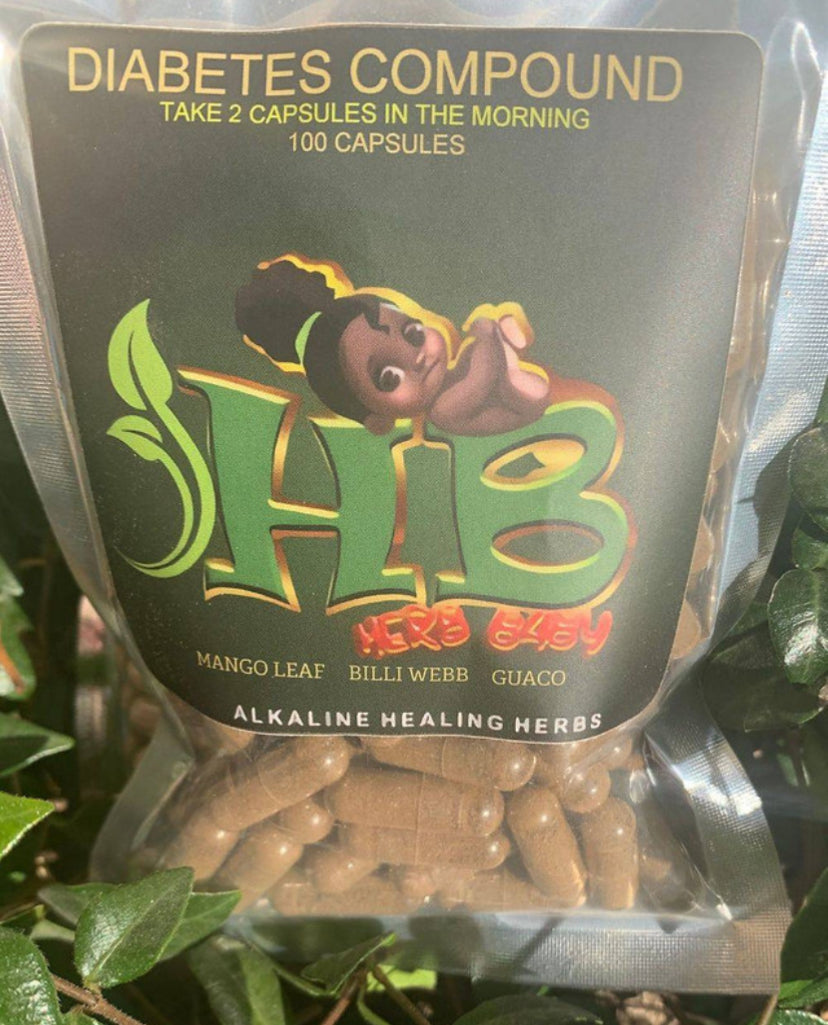 DIABETES COMPOUND
TAKE 2 CAPSULES IN THE MORNING
100 CAPSULES
HB
HERB BABY
MANGO LEAF BILLI WEBB GUACO
ALKALINE HEALING HERBS